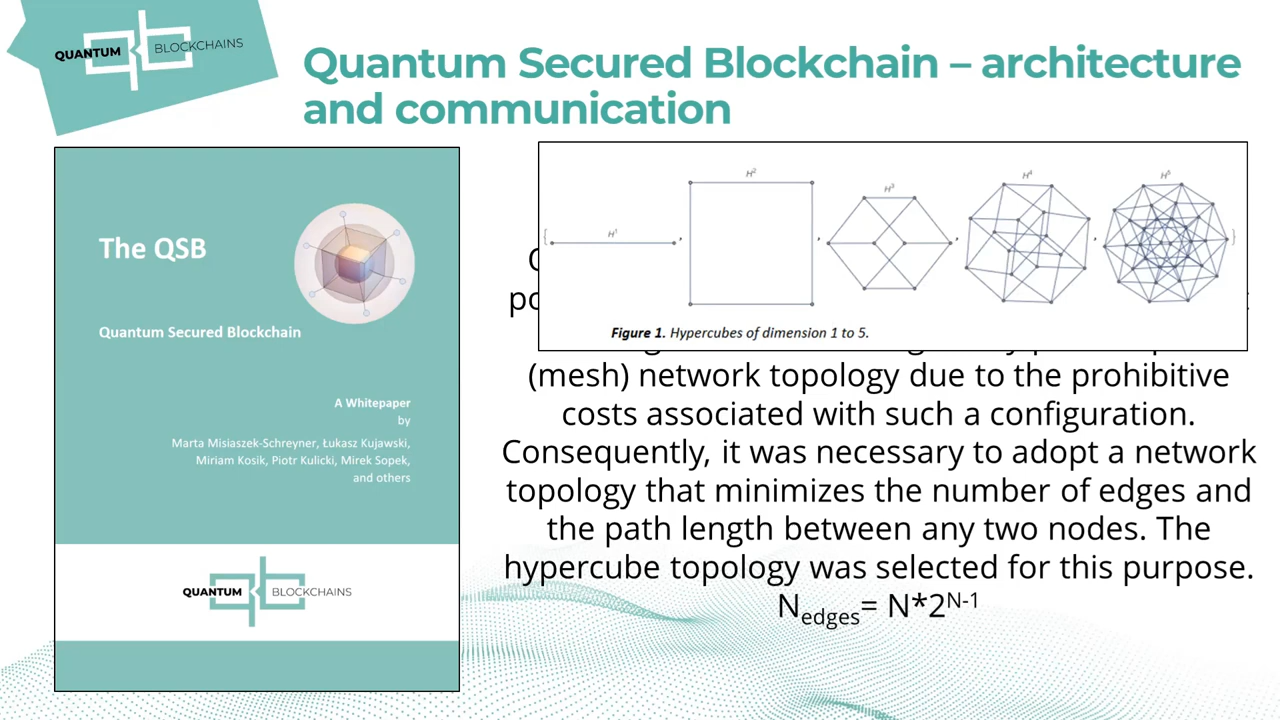 QUANTUM BLOCKCHAINS
Quantum Secured Blockchain – architecture
and communication
The QSB
Quantum Secured Blockchain
A Whitepaper
by
Marta Misiaszek-Schreyner, Łukasz Kujawski,
Miriam Kosik, Piotr Kulicki, Mirek Sopek,
and others
QUANTUM BLOCKCHAINS
{ H1 , H2 , H3 , H4 , H5 }
Figure 1. Hypercubes of dimension 1 to 5.
(mesh) network topology due to the prohibitive
costs associated with such a configuration.
Consequently, it was necessary to adopt a network
topology that minimizes the number of edges and
the path length between any two nodes. The
hypercube topology was selected for this purpose.
Nedges= N*2N-1